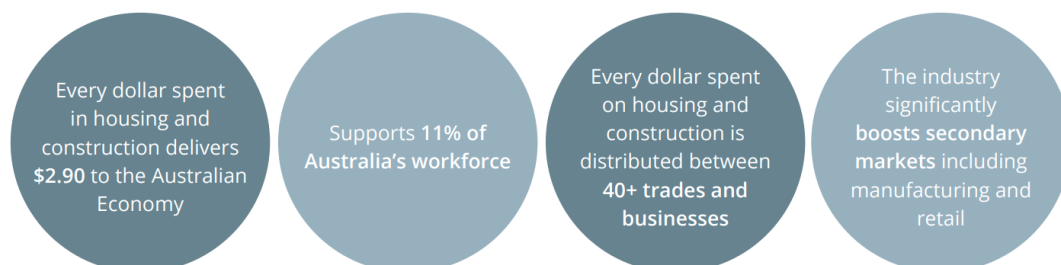 Every dollar spent
in housing and
construction delivers
$2.90 to the Australian
Economy
Supports 11% of
Australia's workforce
Every dollar spent
on housing and
construction is
distributed between
40+ trades and
businesses
The industry
significantly
boosts secondary
markets including
manufacturing and
retail